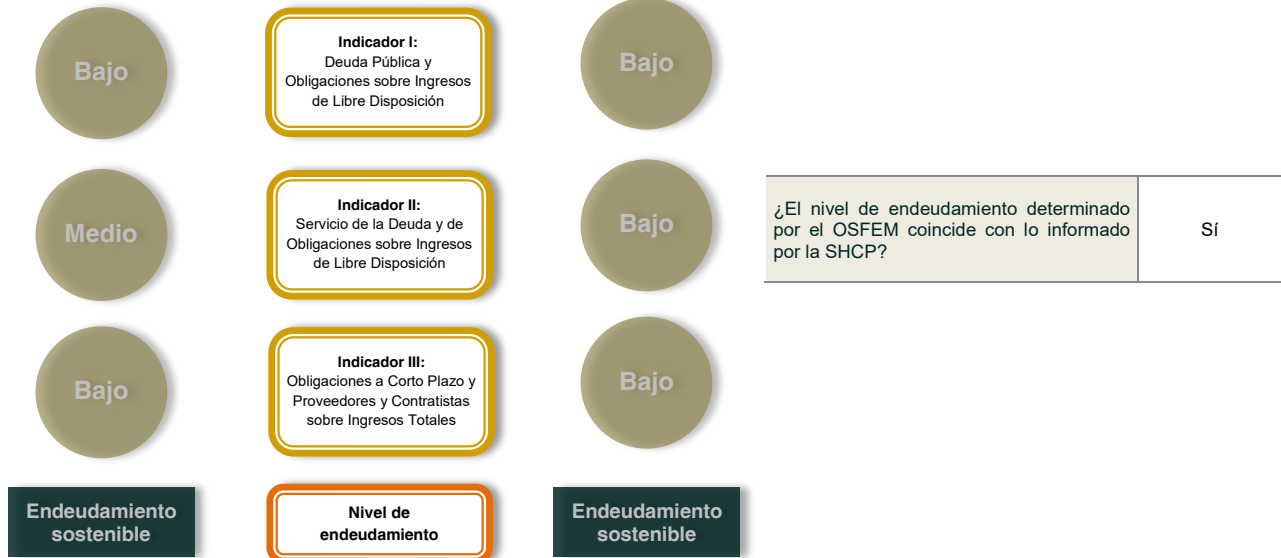 Bajo
Indicador I:
Deuda Pública y
Obligaciones sobre Ingresos
de Libre Disposición
Bajo
Medio
Indicador II:
Servicio de la Deuda y de
Obligaciones sobre Ingresos
de Libre Disposición
Bajo
¿El nivel de endeudamiento determinado
por el OSFEM coincide con lo informado
por la SHCP?
Sí
Bajo
Indicador III:
Obligaciones a Corto Plazo y
Proveedores y Contratistas
sobre Ingresos Totales
Bajo
Endeudamiento
sostenible
Nivel de
endeudamiento
Endeudamiento
sostenible